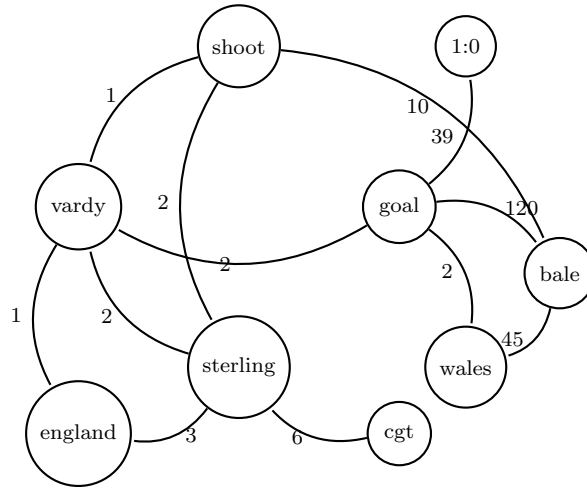 shoot
1:0
1
10
39
2
vardy
goal
120
bale
2
2
1
2
45
sterling
wales
england
3
6
cgt